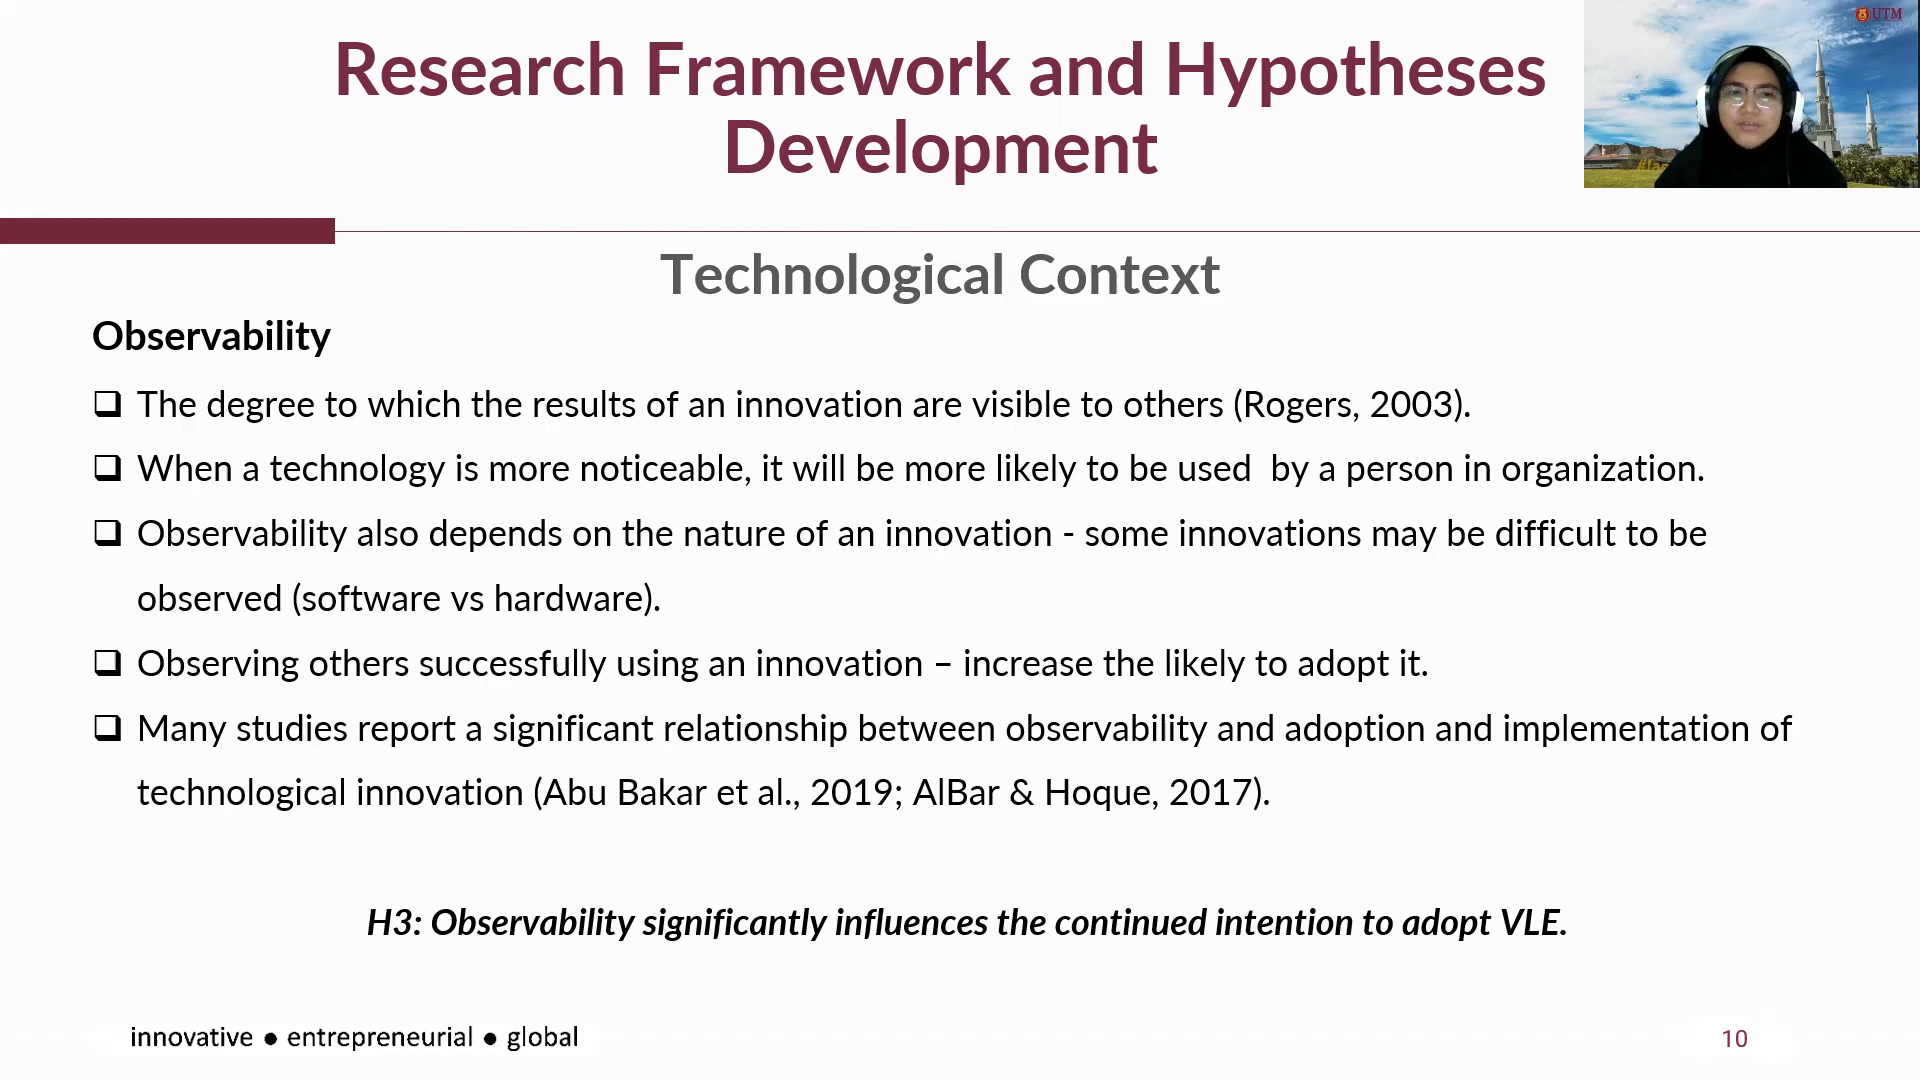 UTM
Research Framework and Hypotheses
Development
Technological Context
Observability
❑ The degree to which the results of an innovation are visible to others (Rogers, 2003).
❑ When a technology is more noticeable, it will be more likely to be used  by a person in organization.
❑ Observability also depends on the nature of an innovation - some innovations may be difficult to be
observed (software vs hardware).
❑ Observing others successfully using an innovation – increase the likely to adopt it.
❑ Many studies report a significant relationship between observability and adoption and implementation of
technological innovation (Abu Bakar et al., 2019; AlBar & Hoque, 2017).
H3: Observability significantly influences the continued intention to adopt VLE.
innovative ● entrepreneurial ● global
10